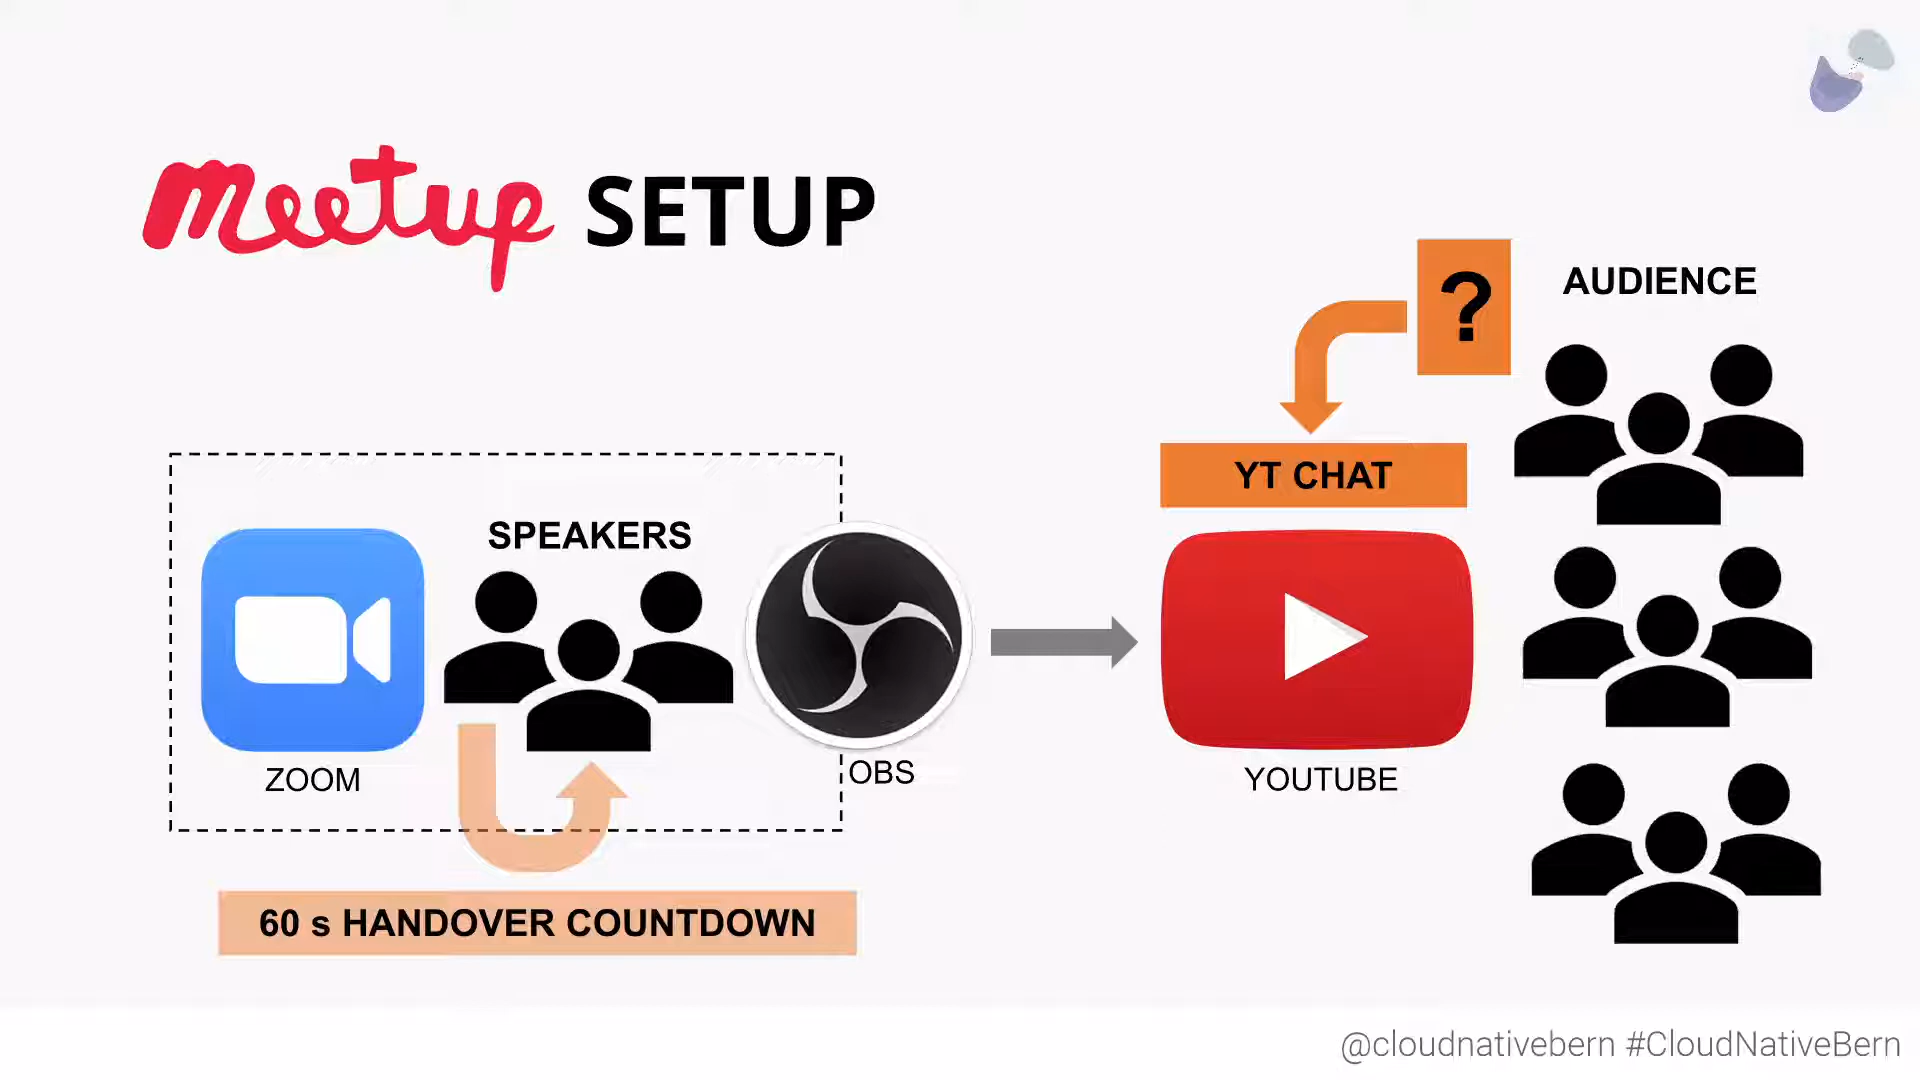 meetup SETUP
?
AUDIENCE
YT CHAT
SPEAKERS
ZOOM
OBS
YOUTUBE
60 s HANDOVER COUNTDOWN
@cloudnativebern #CloudNativeBern